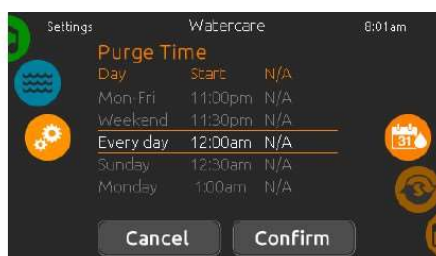 Settings Watercare 8:01am
Purge Time
Day Start N/A
Mon-Fri 11:00pm N/A
Weekend 11:30pm N/A
Every day 12:00am N/A
31
Sunday 12:30am N/A
Monday 1:00am N/A
Cancel Confirm